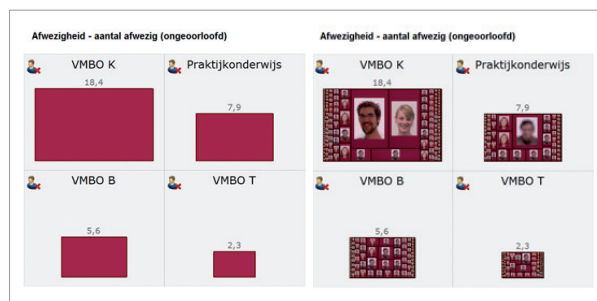 Afwezigheid - aantal afwezig (ongeoorloofd)
VMBO K
18,4
Praktijkonderwijs
7,9
VMBO B
5,6
VMBO T
2,3
Afwezigheid - aantal afwezig (ongeoorloofd)
VMBO K
18,4
Praktijkonderwijs
7,9
VMBO B
5,6
VMBO T
2,3